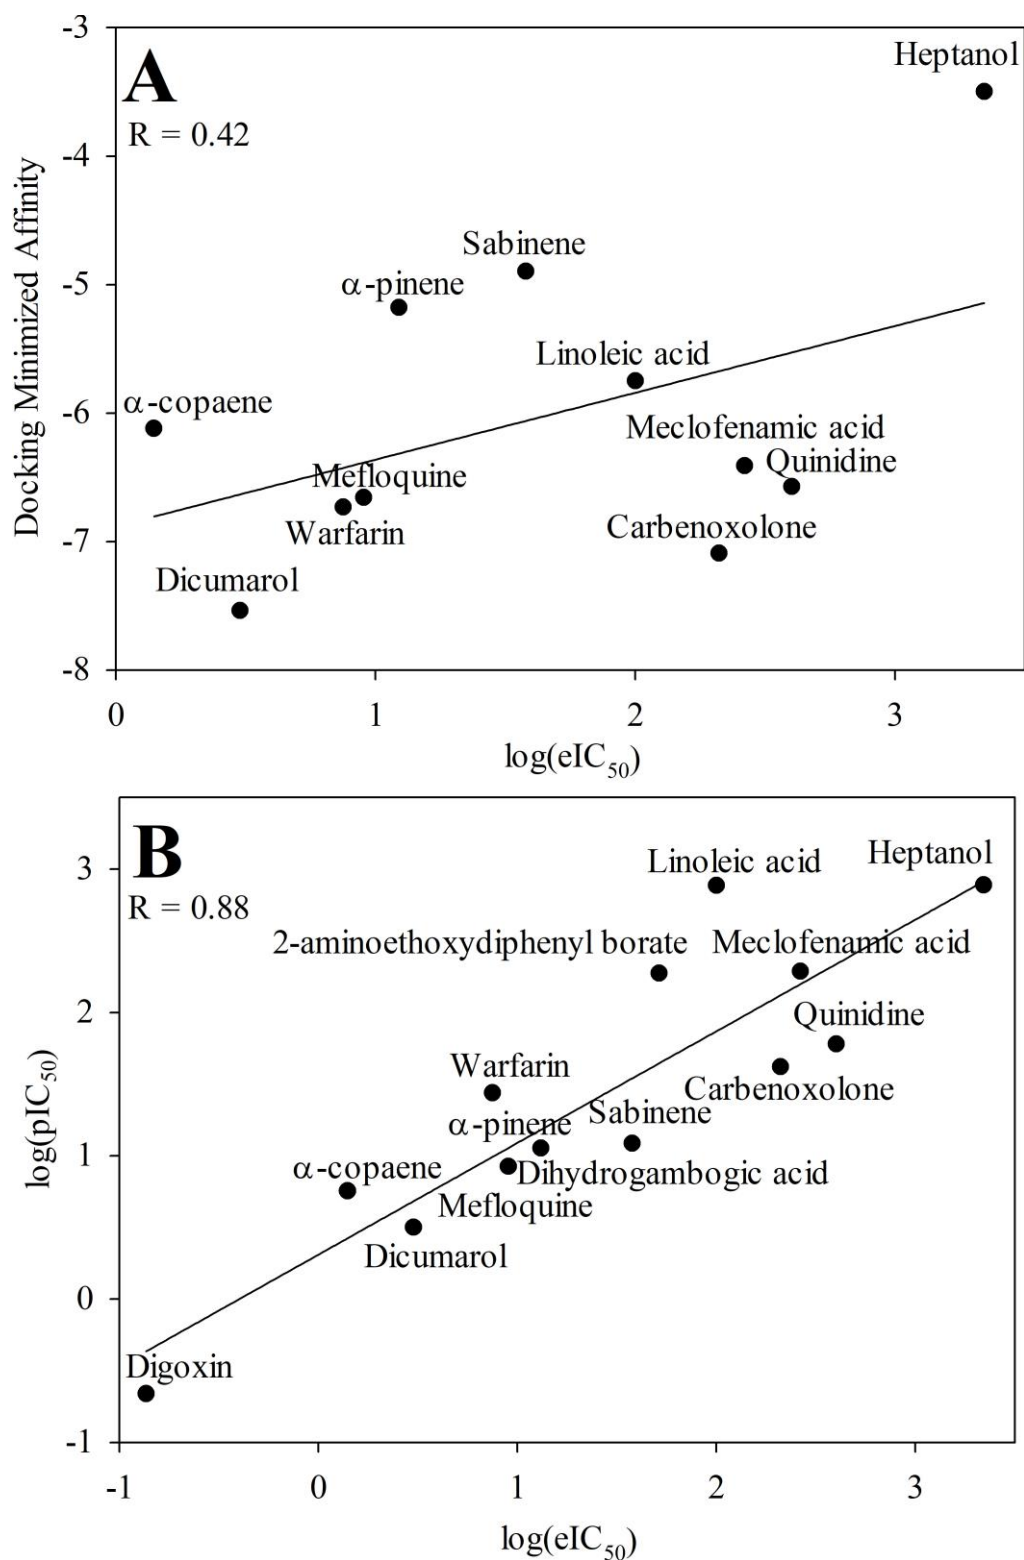 -3
A
Heptanol
R = 0.42
-4
Sabinene
α-pinene
-5
Linoleic acid
α-copaene
-6
Meclofenamic acid
Quinidine
Mefloquine
Warfarin
Carbenoxolone
-7
Dicumarol
-8
Docking Minimized Affinity
0 1 2 3
log(eIC50)
B
Linoleic acid
Heptanol
3
R = 0.88
2-aminoethoxydiphenyl borate
Meclofenamic acid
2
Quinidine
Warfarin
Carbenoxolone
α-pinene
Sabinene
1
α-copaene
Dihydrogambogic acid
Mefloquine
Dicumarol
0
Digoxin
-1
log(pIC50)
-1 0 1 2 3
log(eIC50)